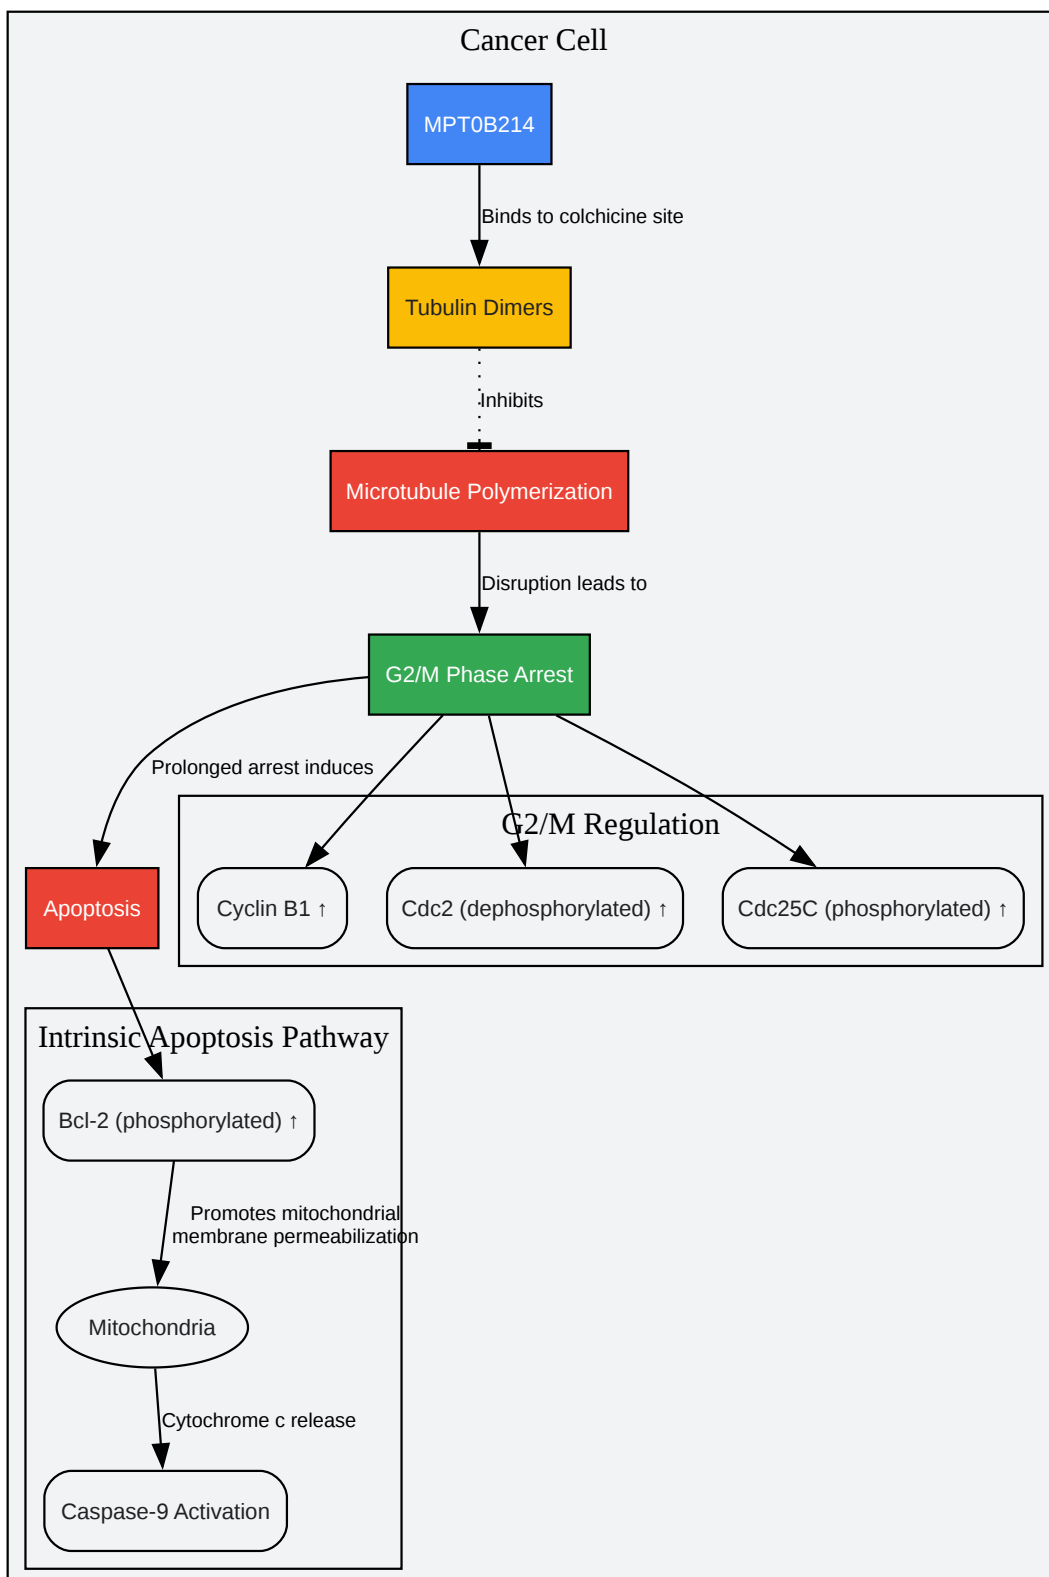 Cancer Cell
MPT0B214
Binds to colchicine site
Tubulin Dimers
Inhibits
Microtubule Polymerization
Disruption leads to
G2/M Phase Arrest
Prolonged arrest induces
G2/M Regulation
Apoptosis
Cyclin B1 ↑
Cdc2 (dephosphorylated) ↑
Cdc25C (phosphorylated) ↑
Intrinsic Apoptosis Pathway
Bcl-2 (phosphorylated) ↑
Promotes mitochondrial
membrane permeabilization
Mitochondria
Cytochrome c release
Caspase-9 Activation